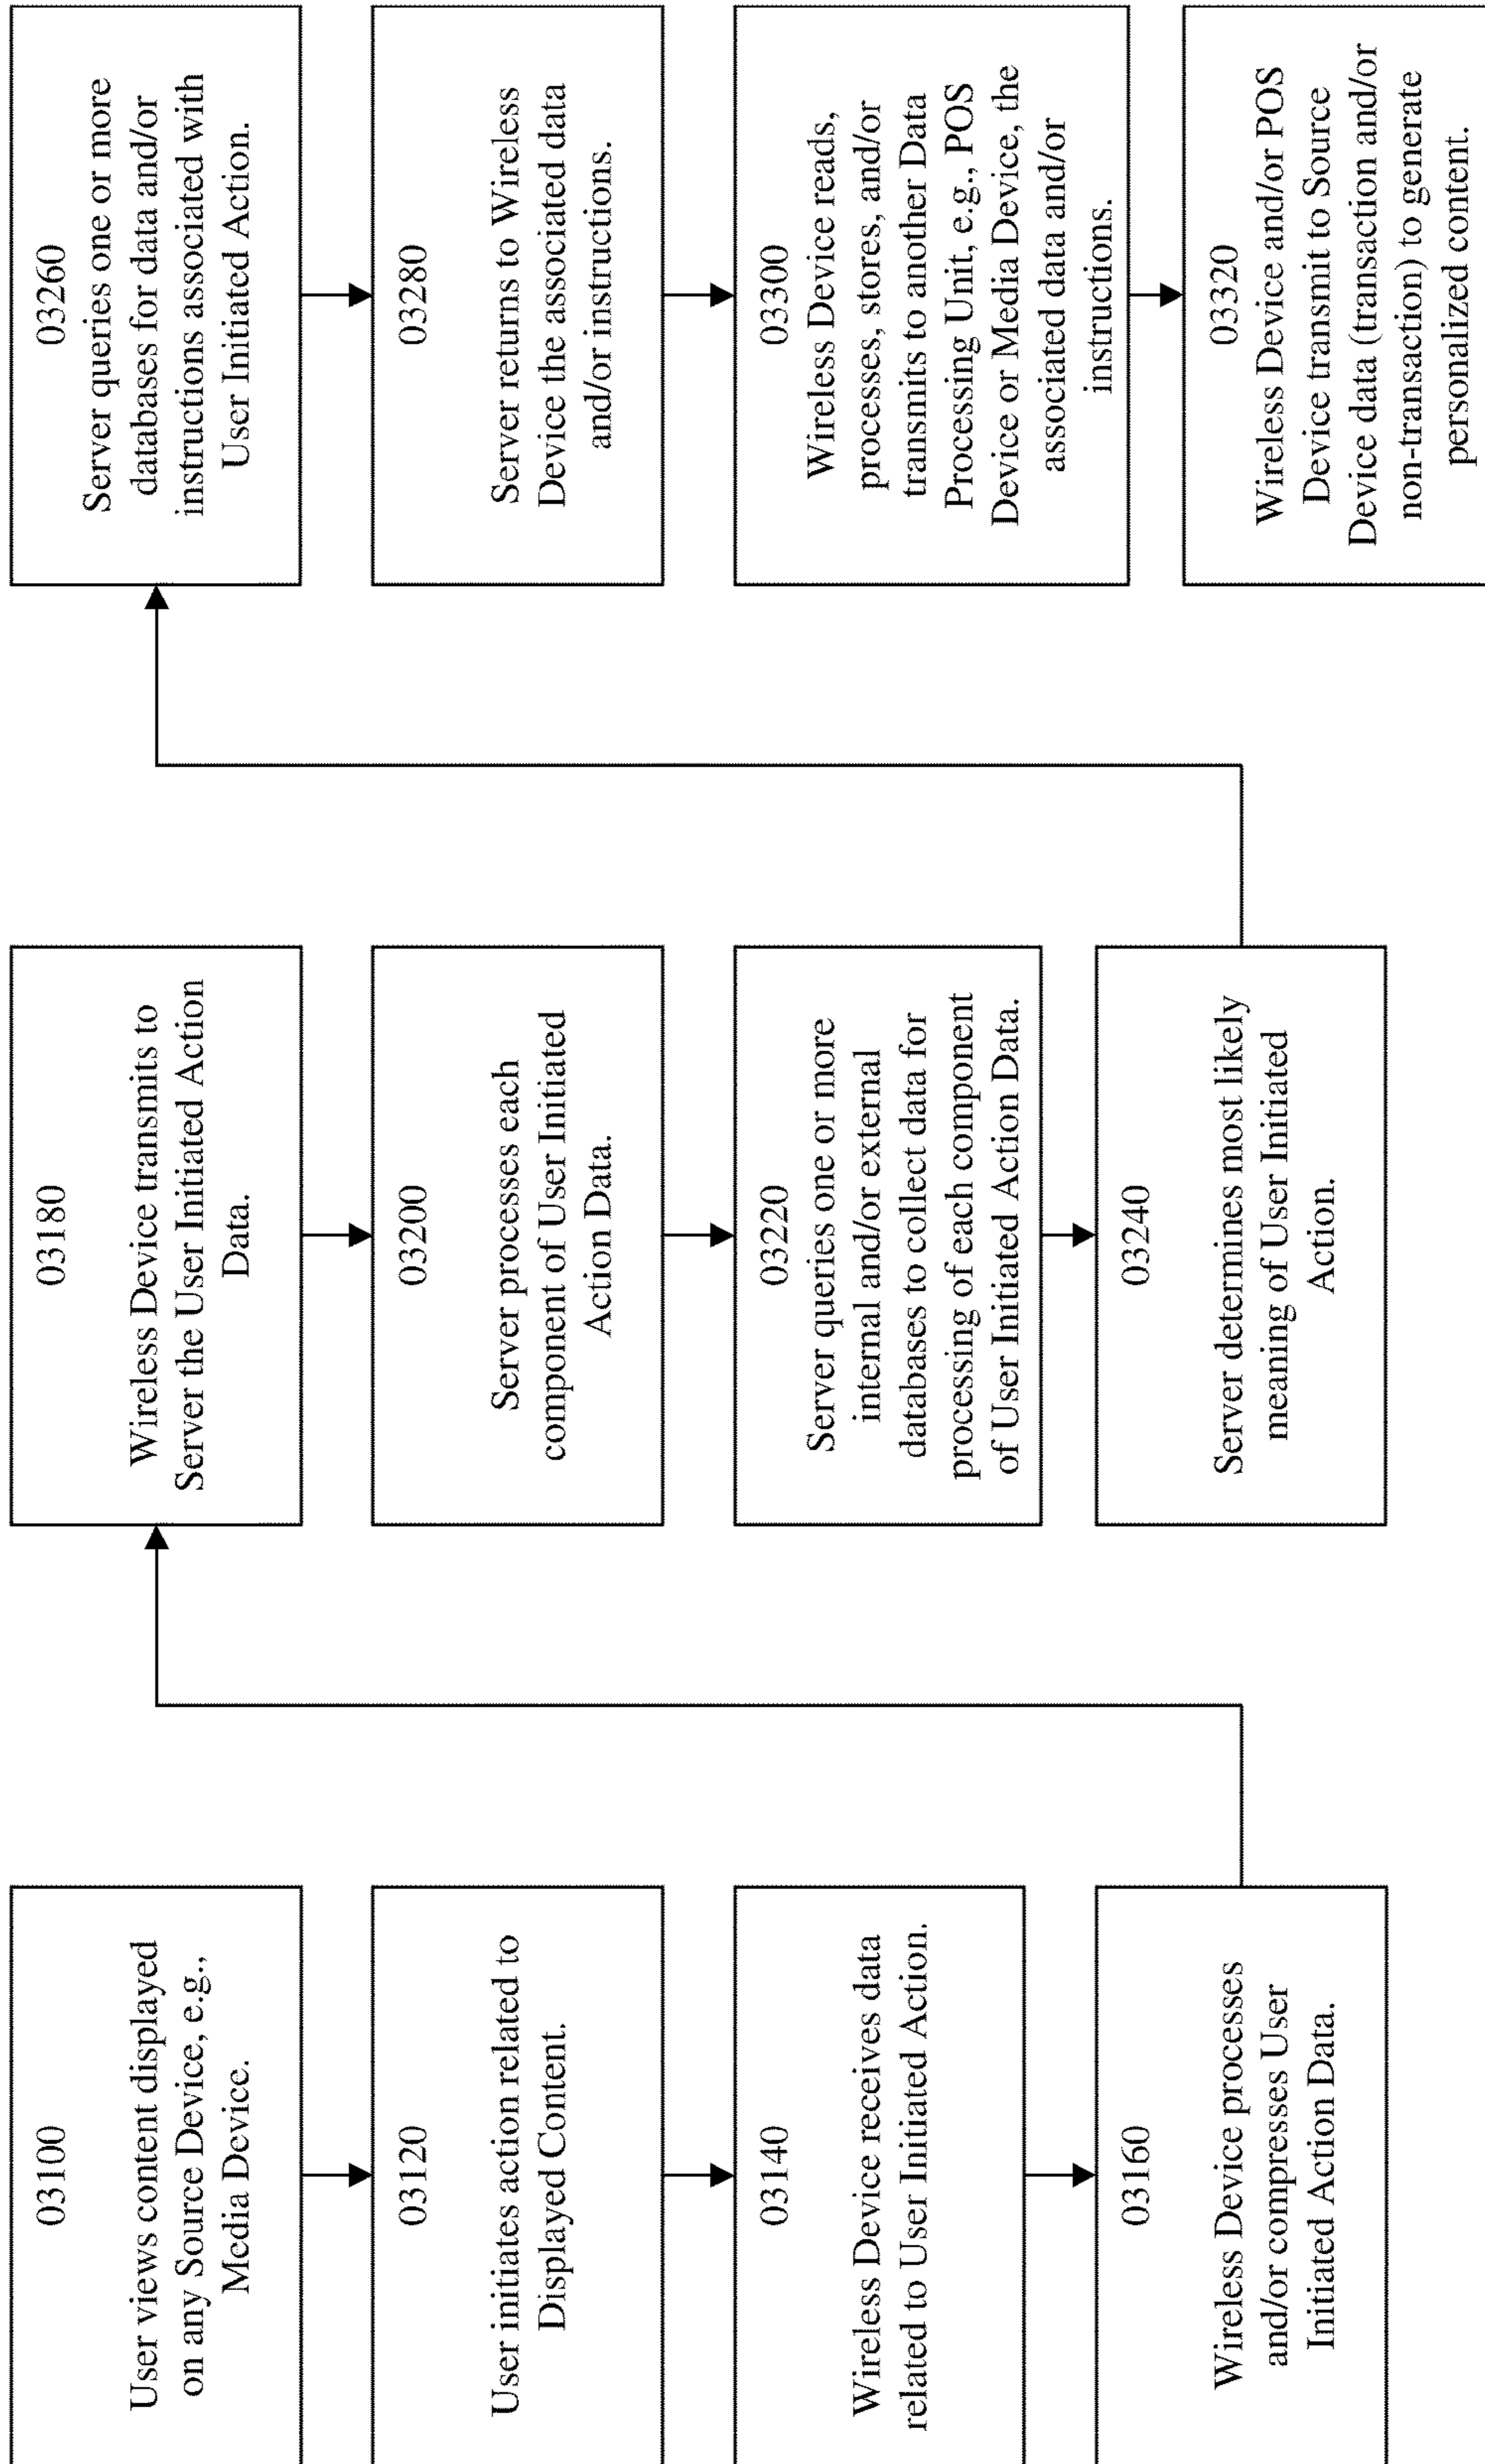 03100
User views content displayed
on any Source Device, e.g.,
Media Device.
03120
User initiates action related to
Displayed Content.
03140
Wireless Device receives data
related to User Initiated Action.
03160
Wireless Device processes
and/or compresses User
Initiated Action Data.
03180
Wireless Device transmits to
Server the User Initiated Action
Data.
03200
Server processes each
component of User Initiated
Action Data.
03220
Server queries one or more
internal and/or external
databases to collect data for
processing of each component
of User Initiated Action Data.
03240
Server determines most likely
meaning of User Initiated
Action.
03260
Server queries one or more
databases for data and/or
instructions associated with
User Initiated Action.
03280
Server returns to Wireless
Device the associated data
and/or instructions.
03300
Wireless Device reads,
processes, stores, and/or
transmits to another Data
Processing Unit, e.g., POS
Device or Media Device, the
associated data and/or
instructions.
03320
Wireless Device and/or POS
Device transmit to Source
Device data (transaction and/or
non-transaction) to generate
personalized content.